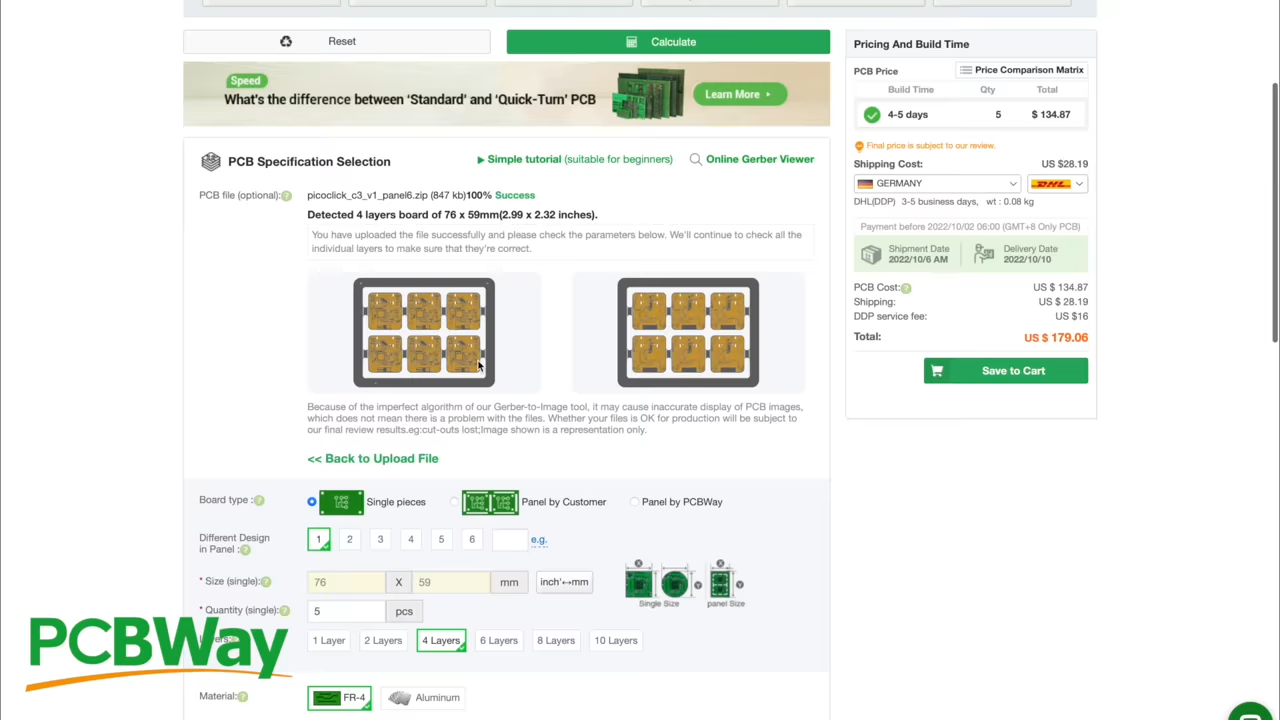 Reset
Calculate
Speed
What's the difference between ‘Standard’ and ‘Quick-Turn’ PCB
Learn More
PCB Specification Selection
Simple tutorial (suitable for beginners)
Online Gerber Viewer
PCB file (optional):
picoclick_c3_v1_panel6.zip (847 kb)100% Success
Detected 4 layers board of 76 x 59mm(2.99 x 2.32 inches).
You have uploaded the file successfully and please check the parameters below. We'll continue to check all the
individual layers to make sure that they're correct.
Because of the imperfect algorithm of our Gerber-to-Image tool, it may cause inaccurate display of PCB images,
which does not mean there is a problem with the files. Whether your files is OK for production will be subject to
our final review results.eg:cut-outs lost;Image shown is a representation only.
<< Back to Upload File
Board type :
Single pieces
Panel by Customer
Panel by PCBWay
Different Design
in Panel :
1 2 3 4 5 6 e.g.
* Size (single):
76 X 59 mm inch'↔mm
Single Size
panel Size
* Quantity (single):
5 pcs
1 Layer 2 Layers 4 Layers 6 Layers 8 Layers 10 Layers
Material:
FR-4 Aluminum
PCBWay
Pricing And Build Time
PCB Price
Price Comparison Matrix
Build Time Qty Total
4-5 days 5 $ 134.87
Final price is subject to our review.
Shipping Cost: US $28.19
GERMANY
DHL
DHL(DDP) 3-5 business days, wt : 0.08 kg
Payment before 2022/10/02 06:00 (GMT+8 Only PCB)
Shipment Date
2022/10/6 AM
Delivery Date
2022/10/10
PCB Cost: US $ 134.87
Shipping: US $ 28.19
DDP service fee: US $16
Total: US $ 179.06
Save to Cart